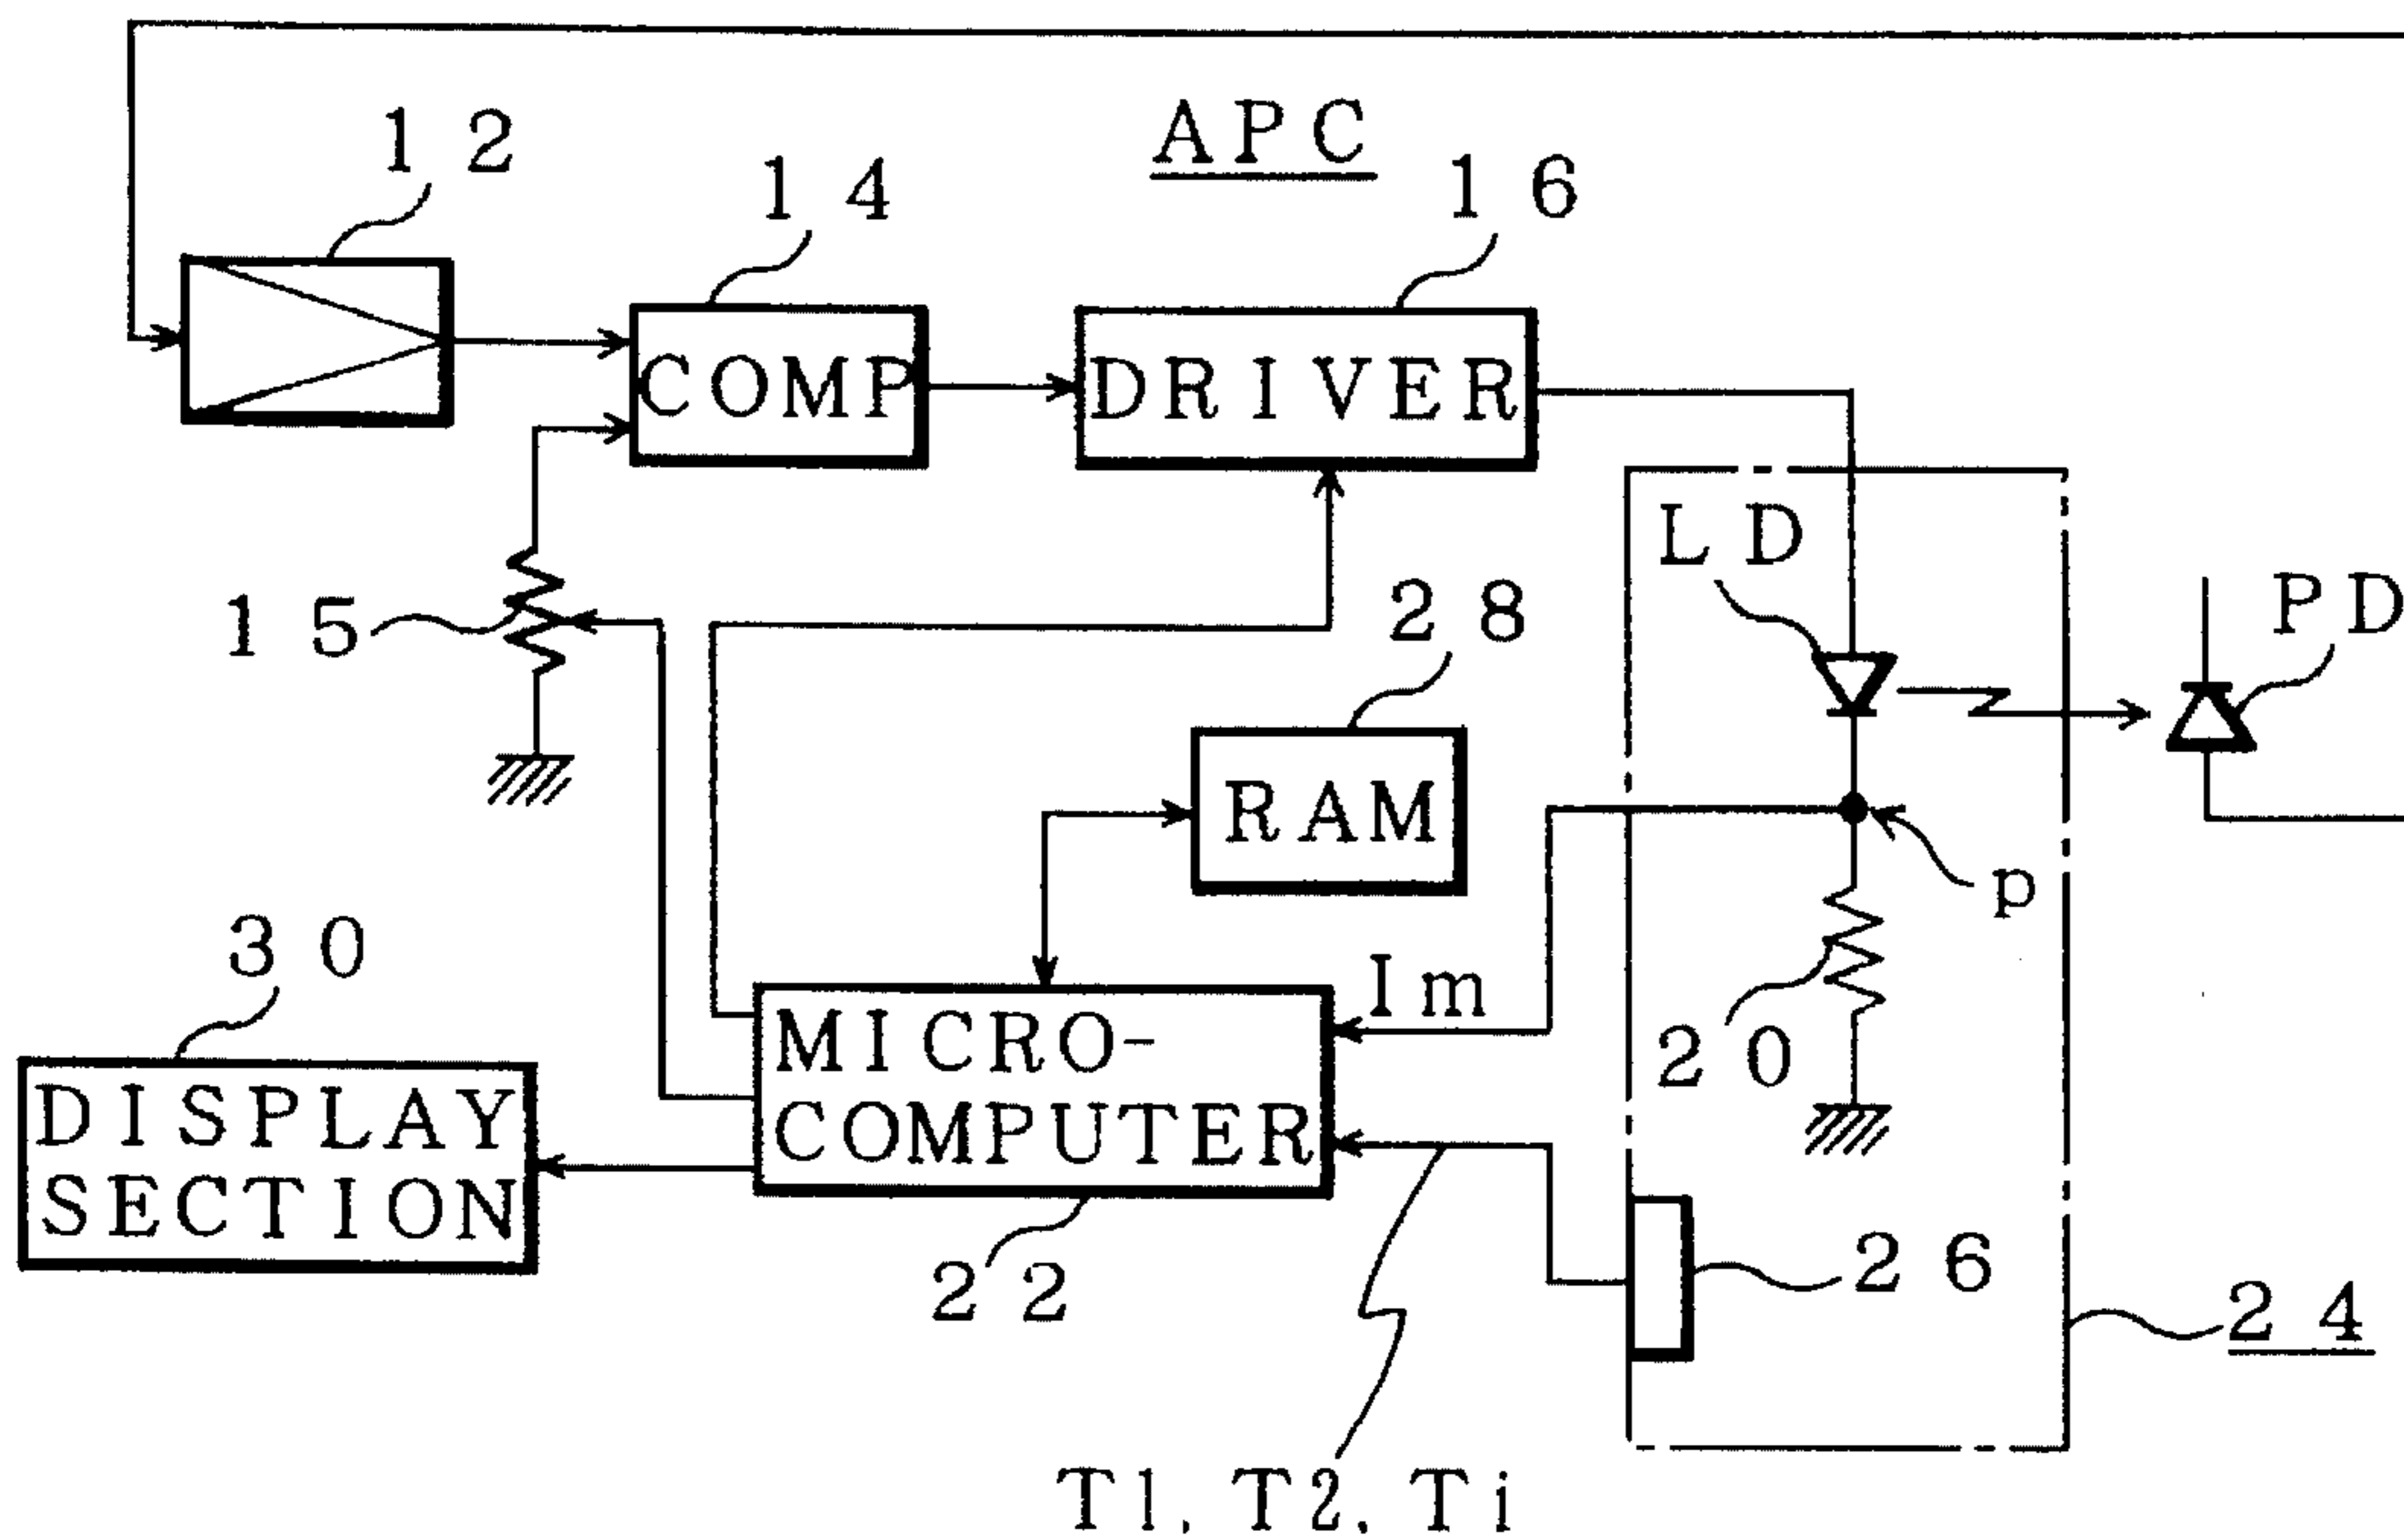 APC
12
14
16
COMP
DRIVER
LD
PD
15
28
RAM
p
30
Im
20
MICRO-
COMPUTER
DISPLAY
SECTION
22
26
24
T1, T2, Ti